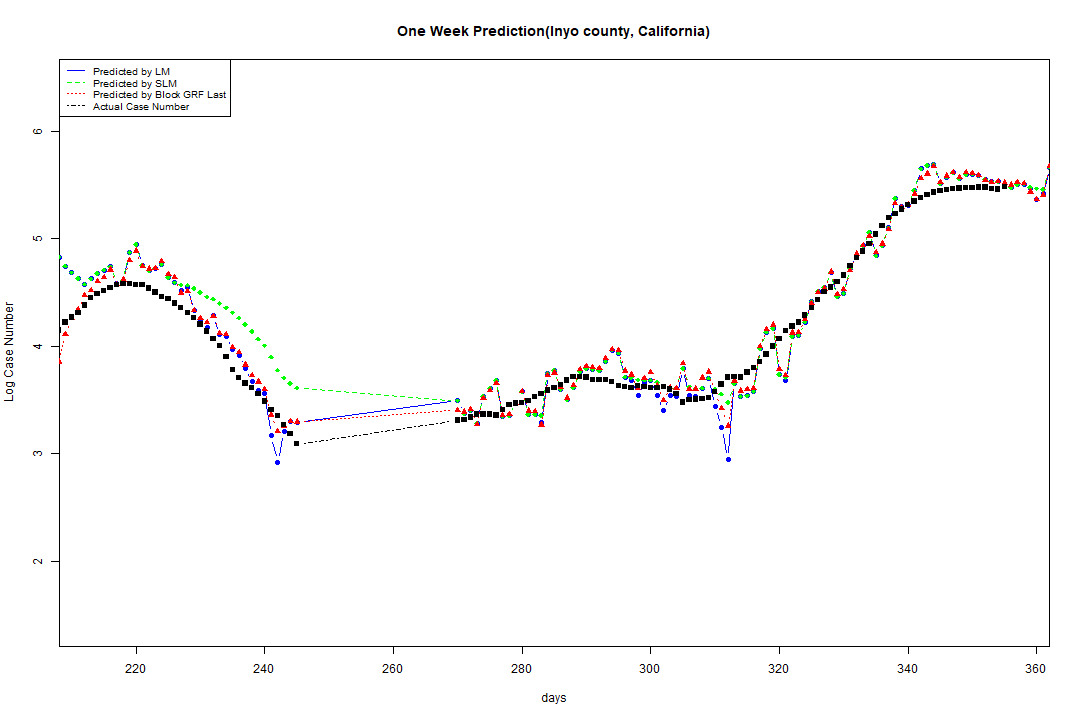 One Week Prediction(Inyo county, California)
Predicted by LM
Predicted by SLM
Predicted by Block GRF Last
Actual Case Number
6
5
4
3
2
Log Case Number
220 240 260 280 300 320 340 360
days